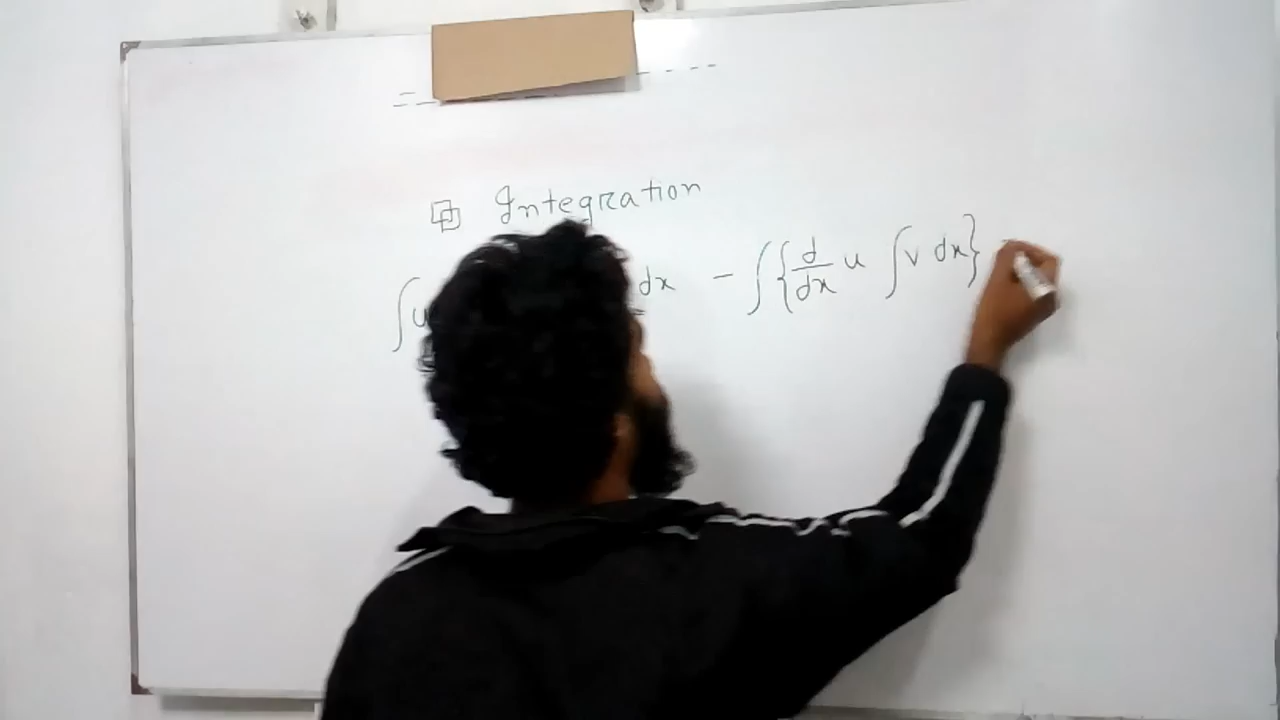 Integration
∫u dx - ∫{d/dx u ∫v dx}